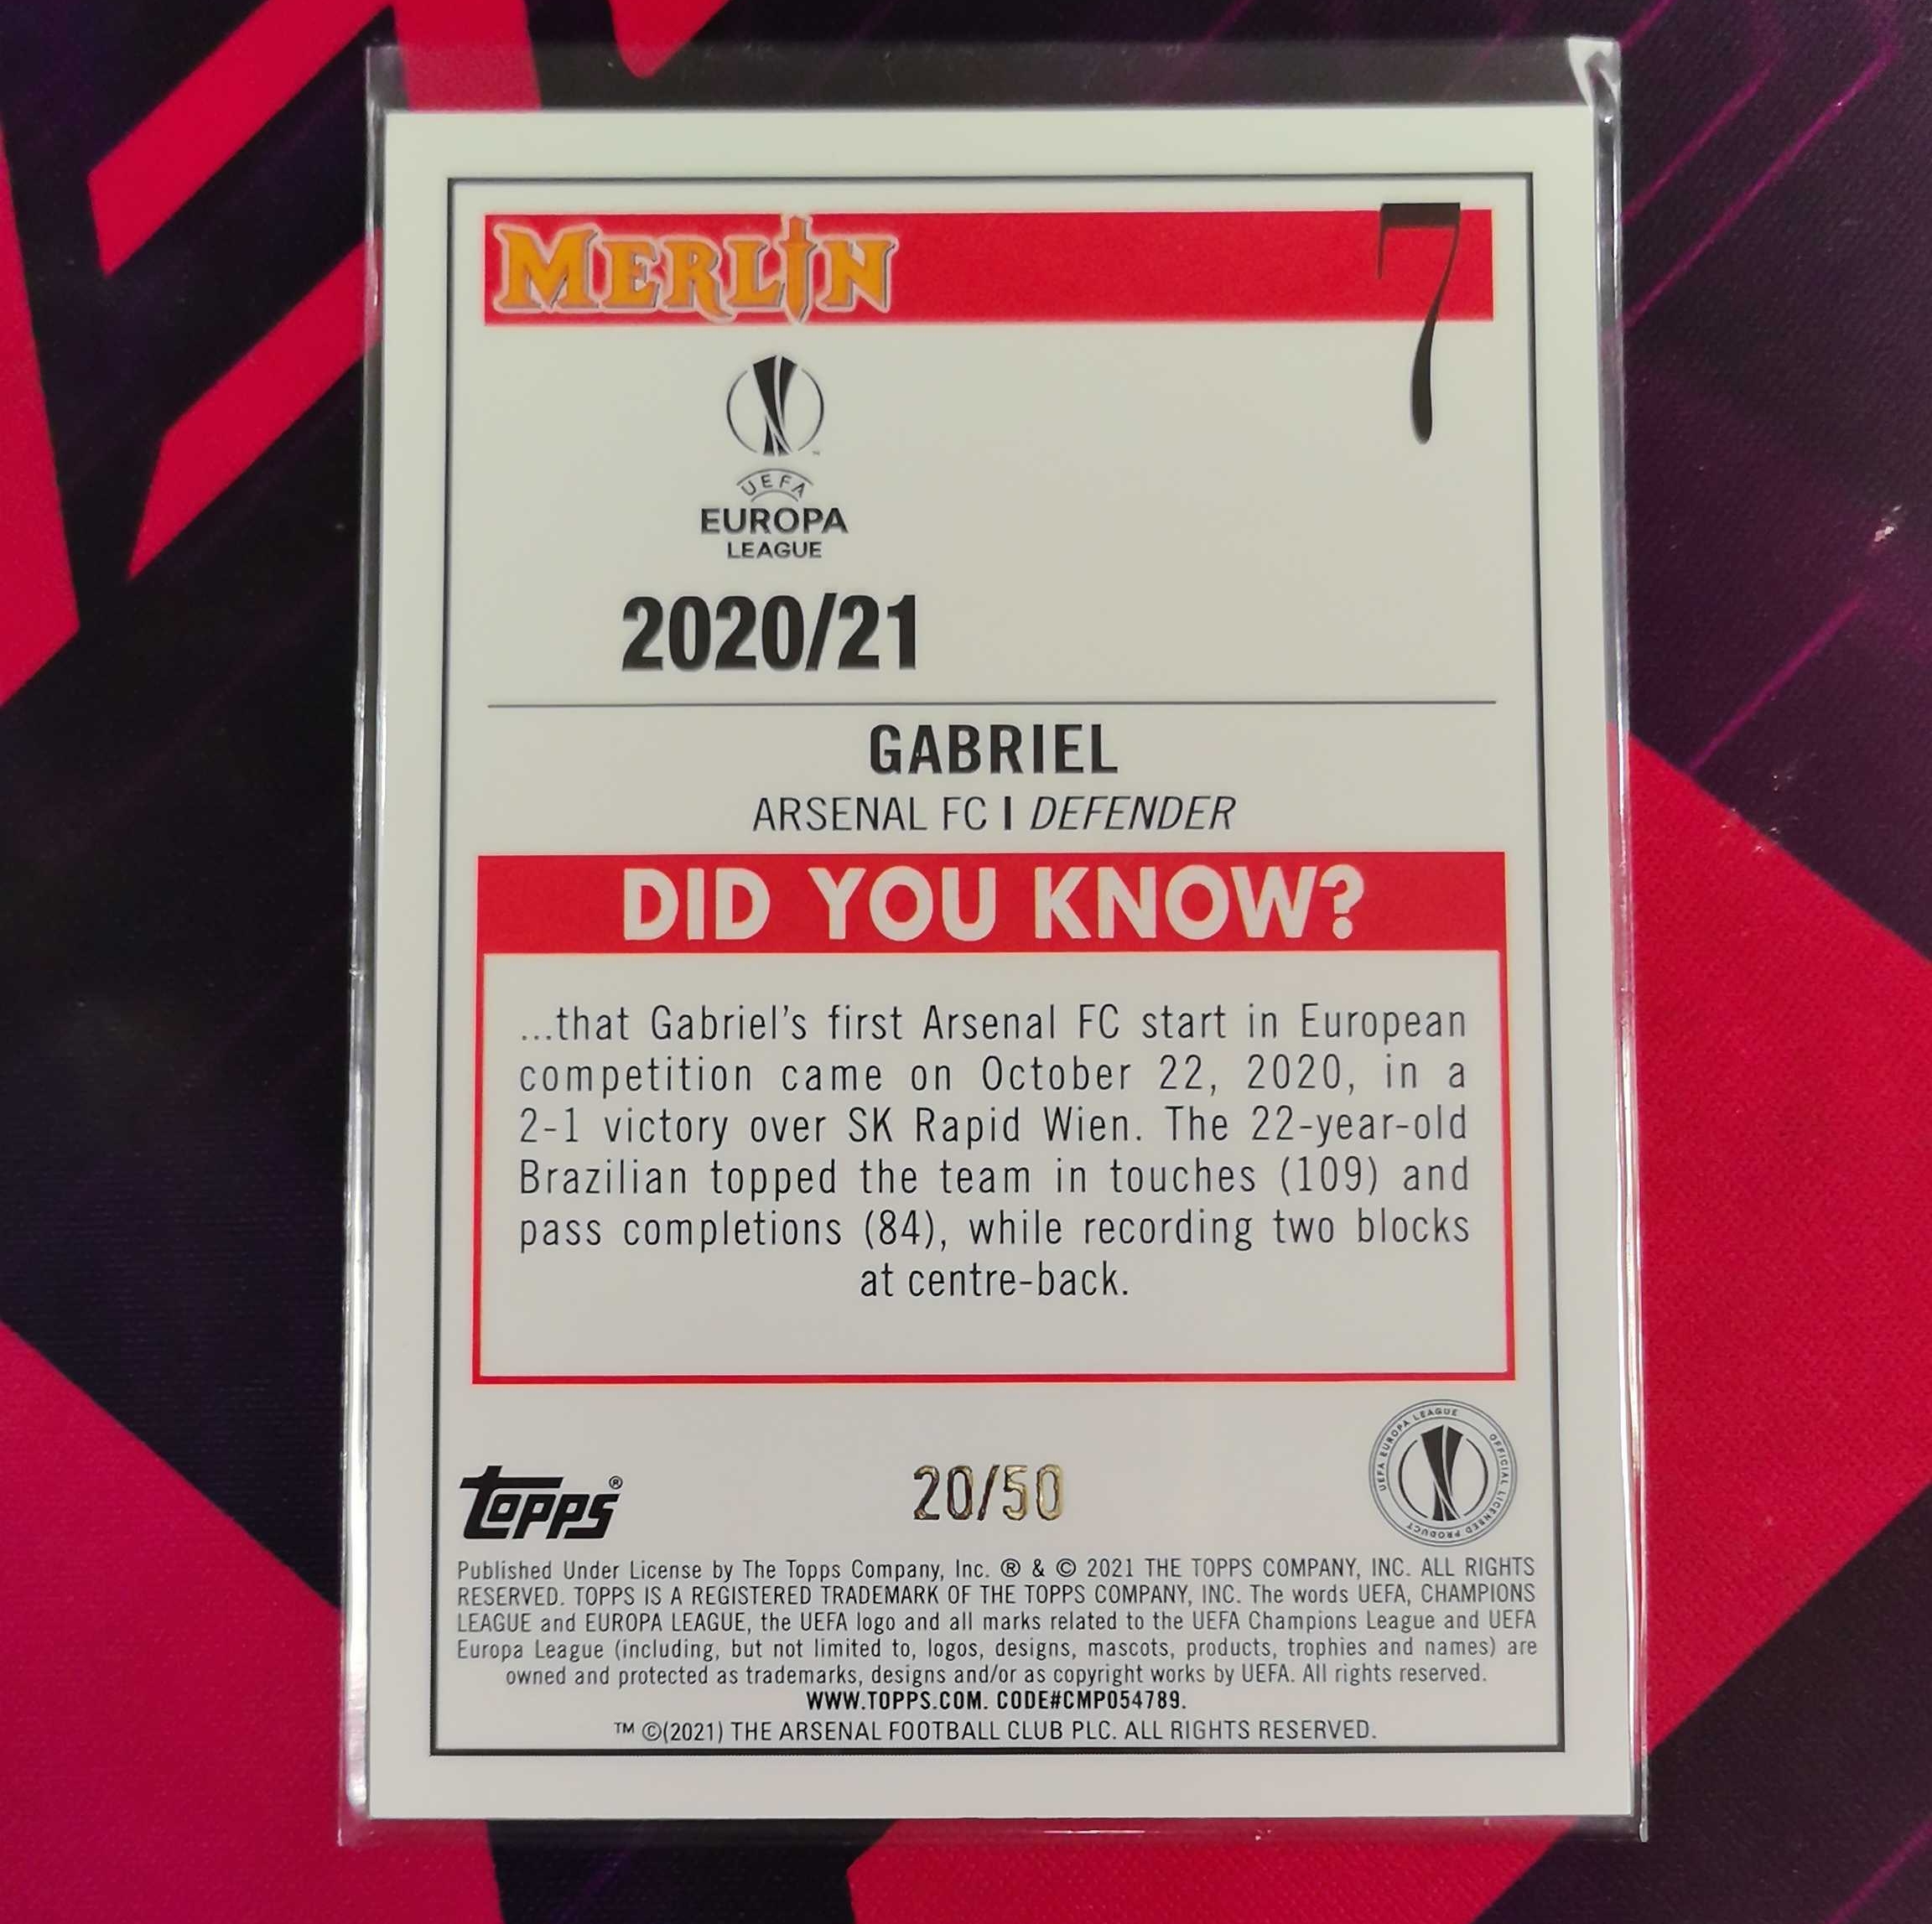 MERLIN
7
UEFA
EUROPA
LEAGUE
2020/21
GABRIEL
ARSENAL FC | DEFENDER
DID YOU KNOW?
...that Gabriel's first Arsenal FC start in European
competition came on October 22, 2020, in a
2-1 victory over SK Rapid Wien. The 22-year-old
Brazilian topped the team in touches (109) and
pass completions (84), while recording two blocks
at centre-back.
Topps®
20/50
UEFA EUROPA LEAGUE OFFICIAL LICENSED PRODUCT
Published Under License by The Topps Company, Inc. ® & © 2021 THE TOPPS COMPANY, INC. ALL RIGHTS
RESERVED. TOPPS IS A REGISTERED TRADEMARK OF THE TOPPS COMPANY, INC. The words UEFA, CHAMPIONS
LEAGUE and EUROPA LEAGUE, the UEFA logo and all marks related to the UEFA Champions League and UEFA
Europa League (including, but not limited to, logos, designs, mascots, products, trophies and names) are
owned and protected as trademarks, designs and/or as copyright works by UEFA. All rights reserved.
WWW.TOPPS.COM. CODE#CMP054789.
™ ©(2021) THE ARSENAL FOOTBALL CLUB PLC. ALL RIGHTS RESERVED.